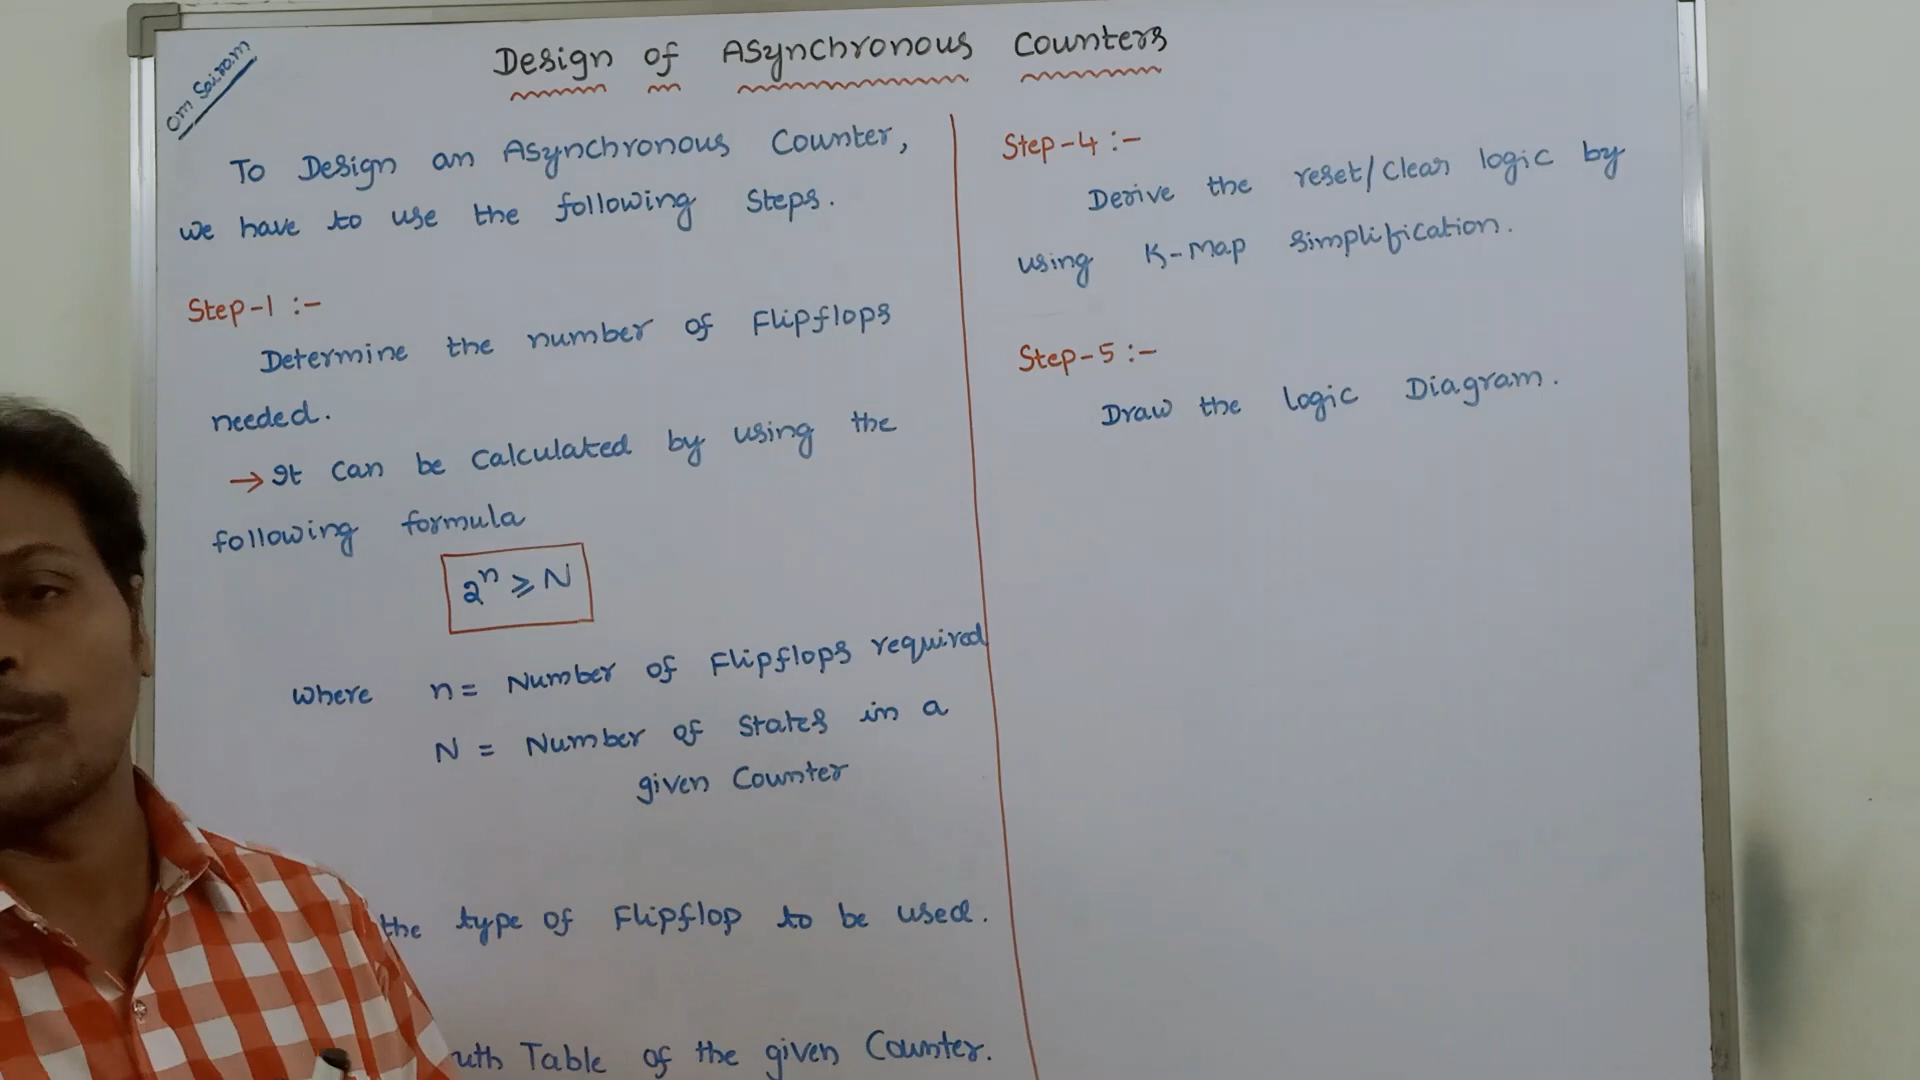 Om Sairam
Design of Asynchronous Counters
To Design an Asynchronous Counter,
we have to use the following Steps.
Step-1 :-
Determine the number of Flipflops
needed.
→ It can be calculated by using the
following formula
2ⁿ ⩾ N
where n = Number of Flipflops required
N = Number of States in a
given Counter
the type of Flipflop to be used.
uth Table of the given Counter.
Step-4 :-
Derive the reset/Clear logic by
using K-Map Simplification.
Step-5 :-
Draw the logic Diagram.